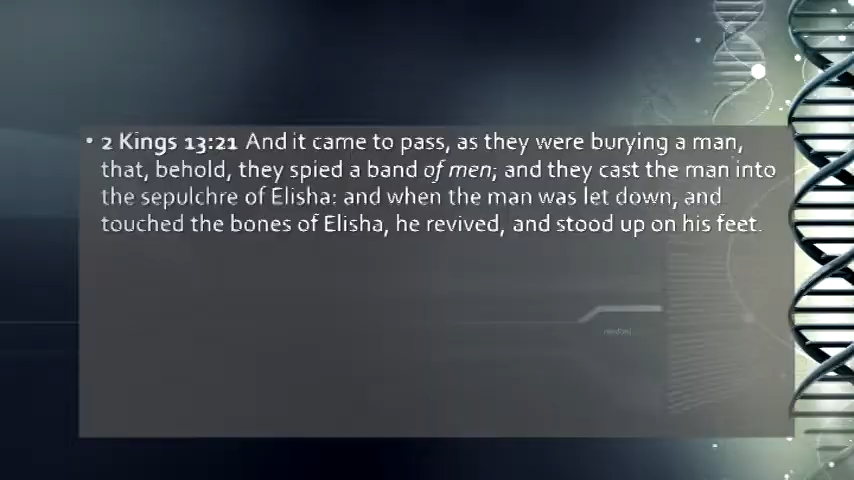 • 2 Kings 13:21 And it came to pass, as they were burying a man,
that, behold, they spied a band of men; and they cast the man into
the sepulchre of Elisha: and when the man was let down, and
touched the bones of Elisha, he revived, and stood up on his feet.